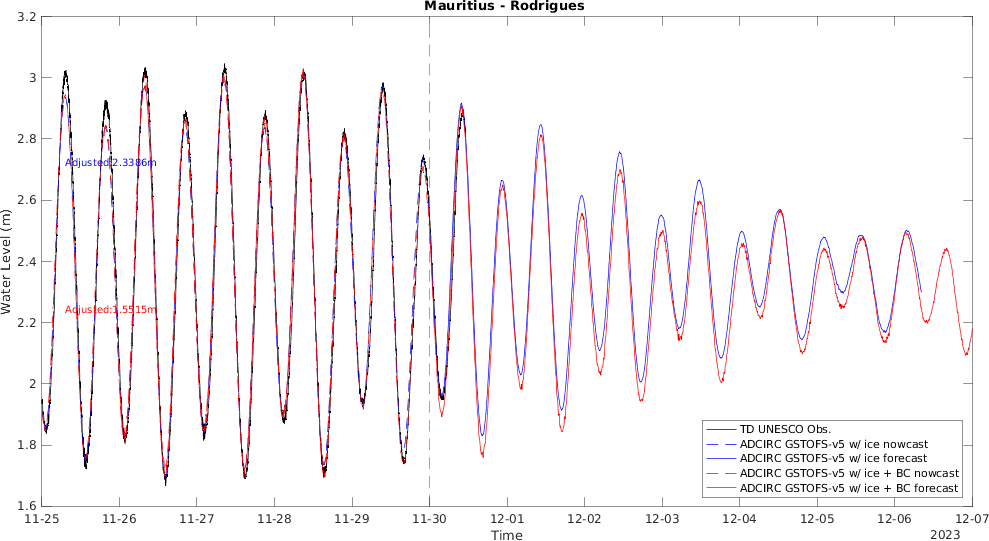 Mauritius - Rodrigues
3.2
3
2.8
2.6
2.4
2.2
2
1.8
1.6
Water Level (m)
Adjusted:2.3386m
Adjusted:1.5515m
TD UNESCO Obs.
ADCIRC GSTOFS-v5 w/ ice nowcast
ADCIRC GSTOFS-v5 w/ ice forecast
ADCIRC GSTOFS-v5 w/ ice + BC nowcast
ADCIRC GSTOFS-v5 w/ ice + BC forecast
11-25 11-26 11-27 11-28 11-29 11-30 12-01 12-02 12-03 12-04 12-05 12-06 12-07
Time
2023